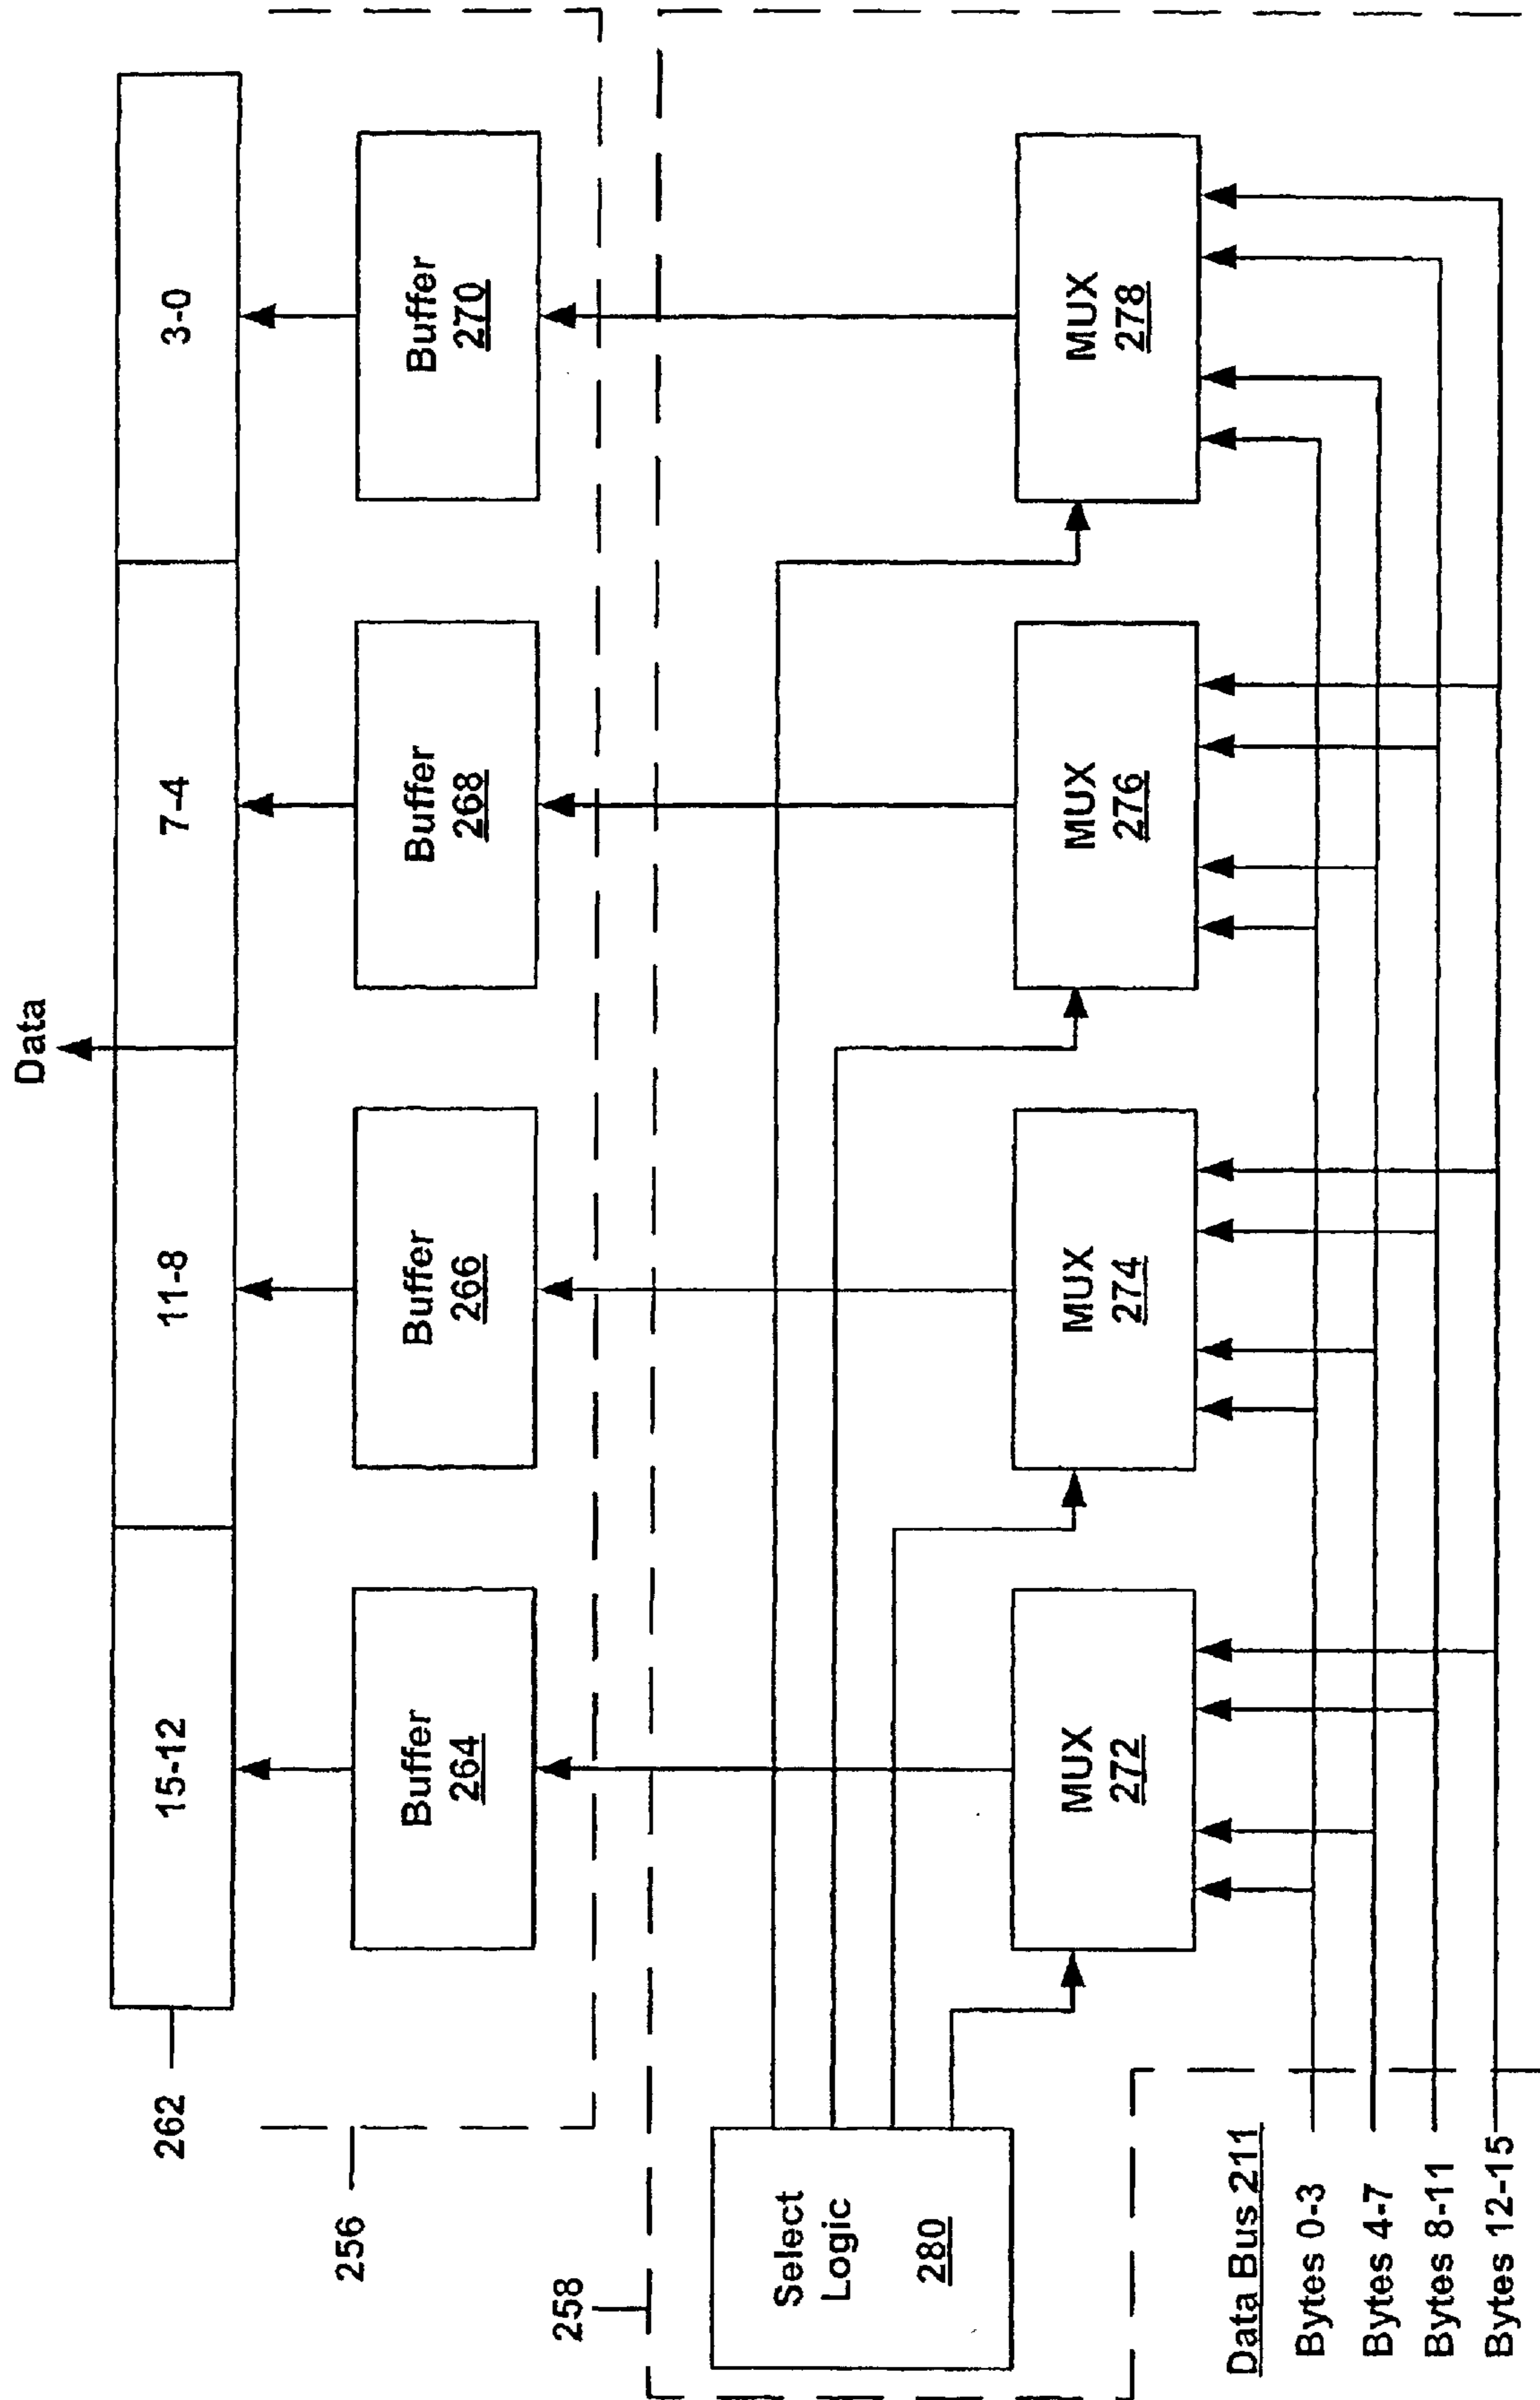 Data
262
15-12
11-8
7-4
3-0
256
Buffer
264
Buffer
266
Buffer
268
Buffer
270
258
Select
Logic
280
MUX
272
MUX
274
MUX
276
MUX
278
Data Bus 211
Bytes 0-3
Bytes 4-7
Bytes 8-11
Bytes 12-15